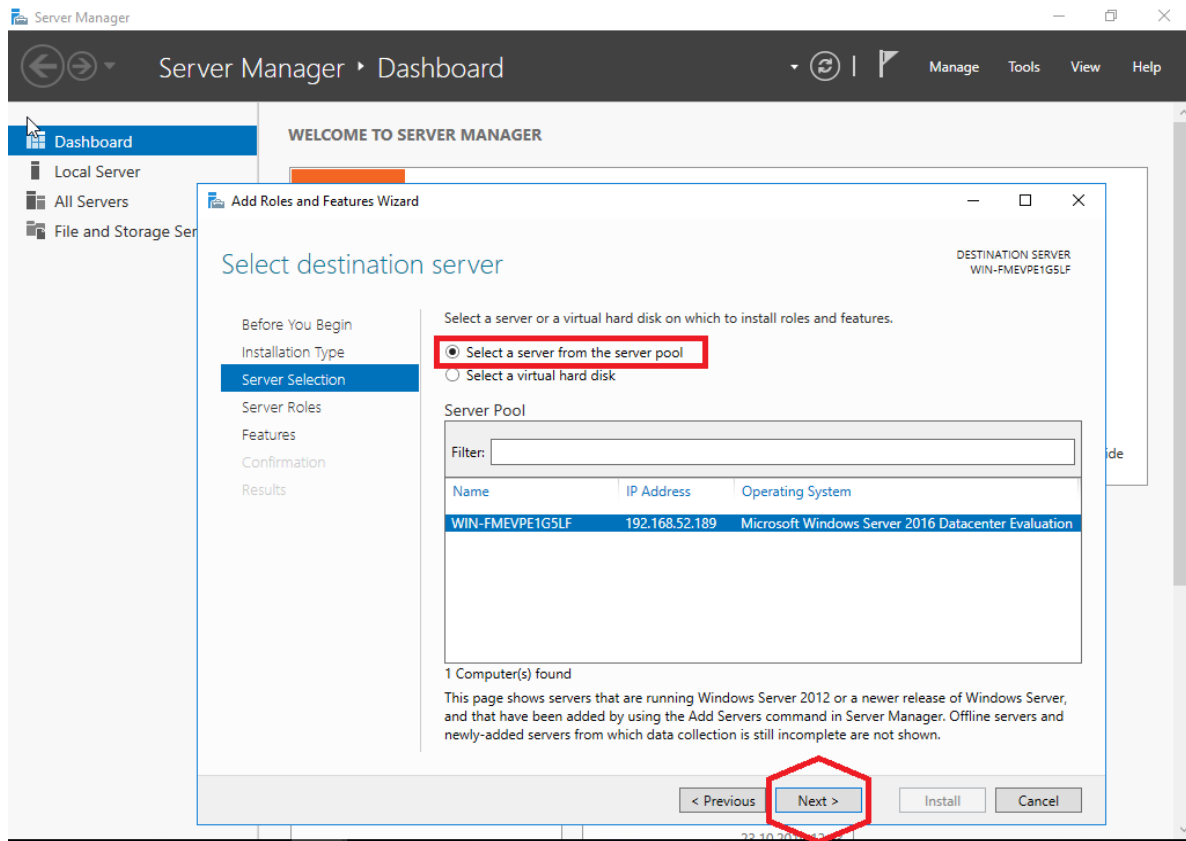 Server Manager
Server Manager • Dashboard
Manage Tools View Help
Dashboard
Local Server
All Servers
File and Storage Ser
WELCOME TO SERVER MANAGER
Add Roles and Features Wizard
Select destination server
DESTINATION SERVER
WIN-FMEVPE1G5LF
Before You Begin
Installation Type
Server Selection
Server Roles
Features
Confirmation
Results
Select a server or a virtual hard disk on which to install roles and features.
Select a server from the server pool
Select a virtual hard disk
Server Pool
Filter:
Name IP Address Operating System
WIN-FMEVPE1G5LF 192.168.52.189 Microsoft Windows Server 2016 Datacenter Evaluation
1 Computer(s) found
This page shows servers that are running Windows Server 2012 or a newer release of Windows Server,
and that have been added by using the Add Servers command in Server Manager. Offline servers and
newly-added servers from which data collection is still incomplete are not shown.
ide
< Previous Next > Install Cancel